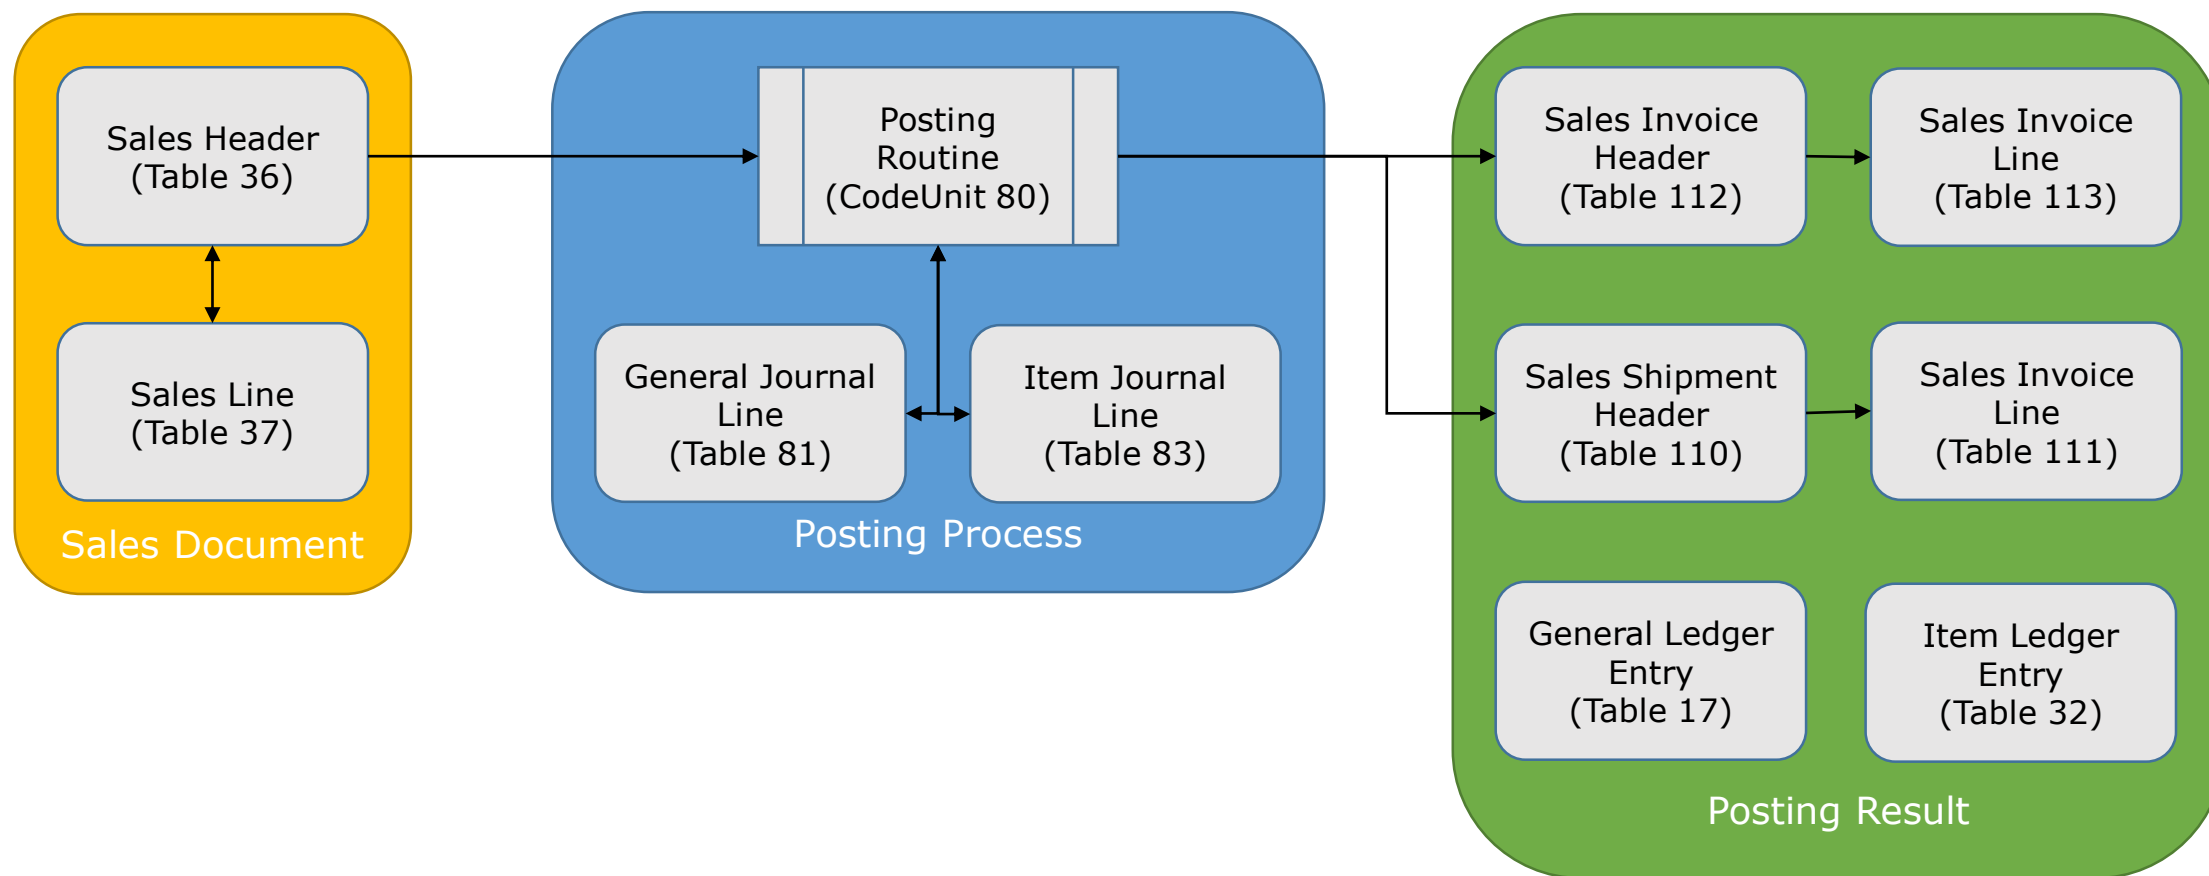 Sales Header
(Table 36)
Sales Line
(Table 37)
Sales Document
Posting
Routine
(CodeUnit 80)
General Journal
Line
(Table 81)
Item Journal
Line
(Table 83)
Posting Process
Sales Invoice
Header
(Table 112)
Sales Invoice
Line
(Table 113)
Sales Shipment
Header
(Table 110)
Sales Invoice
Line
(Table 111)
General Ledger
Entry
(Table 17)
Item Ledger
Entry
(Table 32)
Posting Result